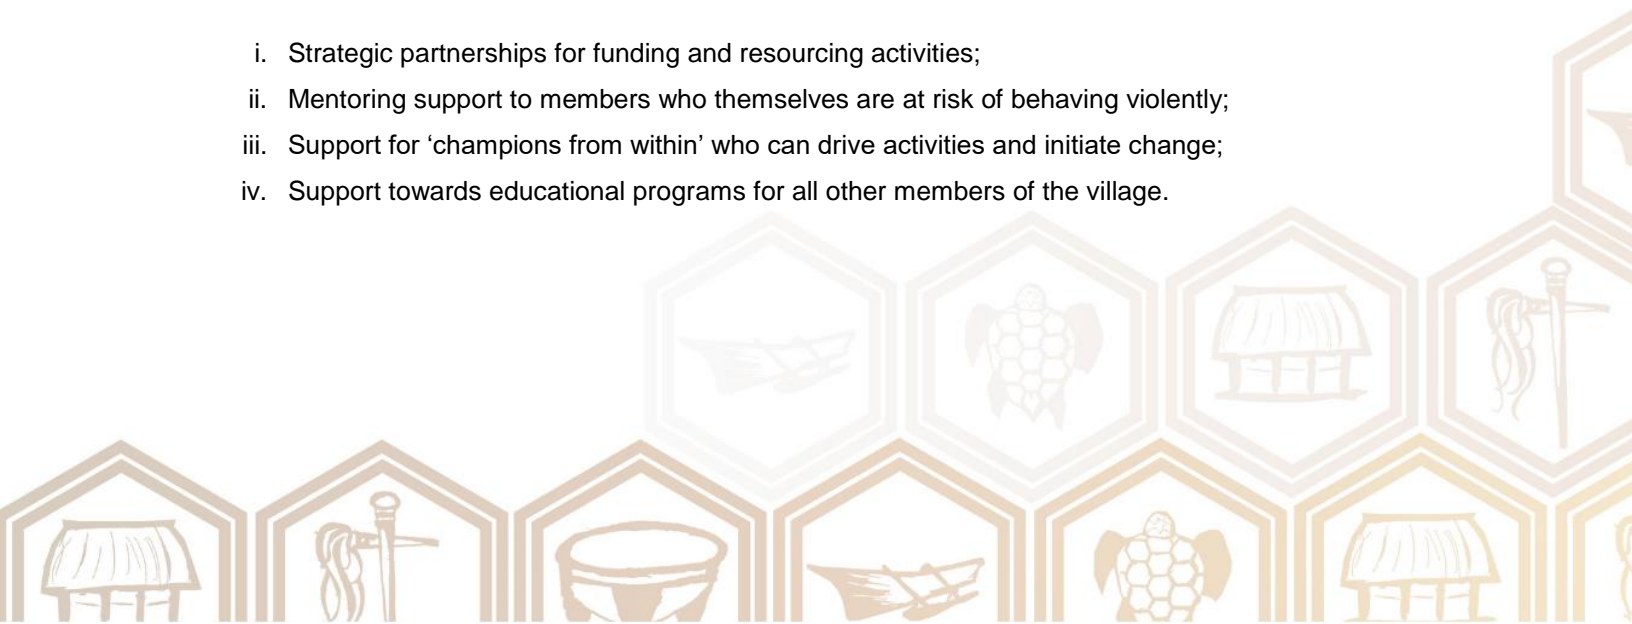 i. Strategic partnerships for funding and resourcing activities;
ii. Mentoring support to members who themselves are at risk of behaving violently;
iii. Support for ‘champions from within’ who can drive activities and initiate change;
iv. Support towards educational programs for all other members of the village.